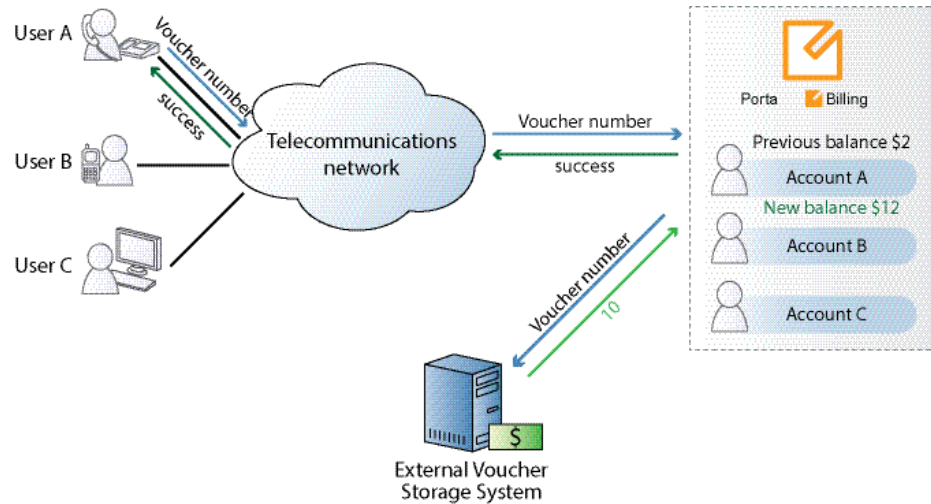 User A
Voucher number
success
User B
User C
Telecommunications
network
Voucher number
success
Porta Billing
Previous balance $2
Account A
New balance $12
Account B
Account C
Voucher number
10
$
External Voucher
Storage System